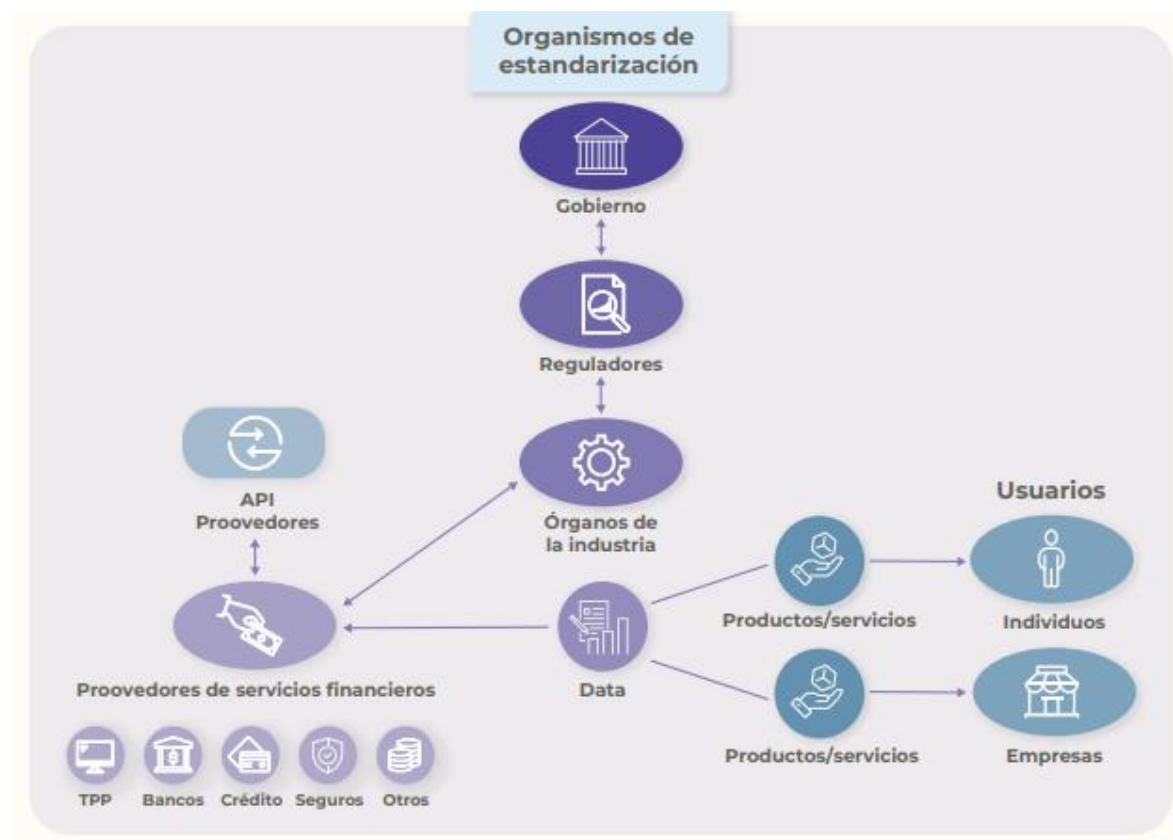 Organismos de
estandarización
Gobierno
Reguladores
API
Proovedores
Órganos de
la industria
Usuarios
Productos/servicios
Individuos
Proovedores de servicios financieros
Data
Productos/servicios
Empresas
TPP
Bancos
Crédito
Seguros
Otros